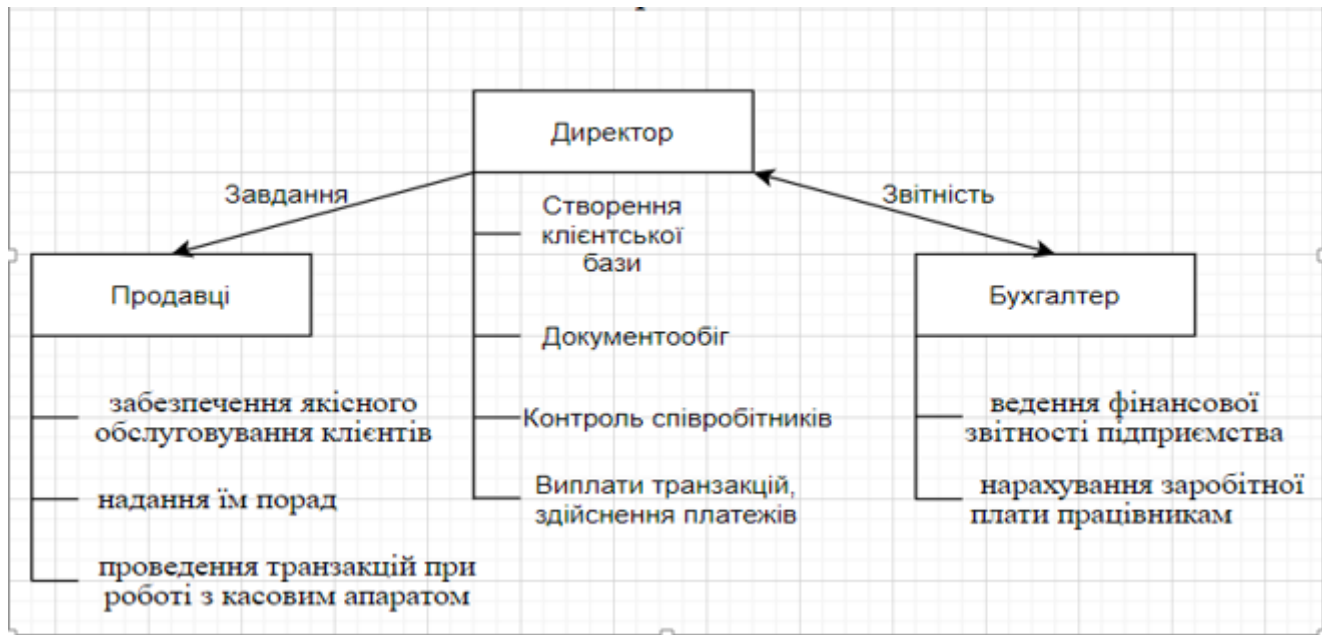 Директор
Завдання
Звітність
Створення
клієнтської
бази
Продавці
Бухгалтер
Документообіг
забезпечення якісного
обслуговування клієнтів
Контроль співробітників
ведення фінансової
звітності підприємства
надання їм порад
Виплати транзакцій,
здійснення платежів
нарахування заробітної
плати працівникам
проведення транзакцій при
роботі з касовим апаратом